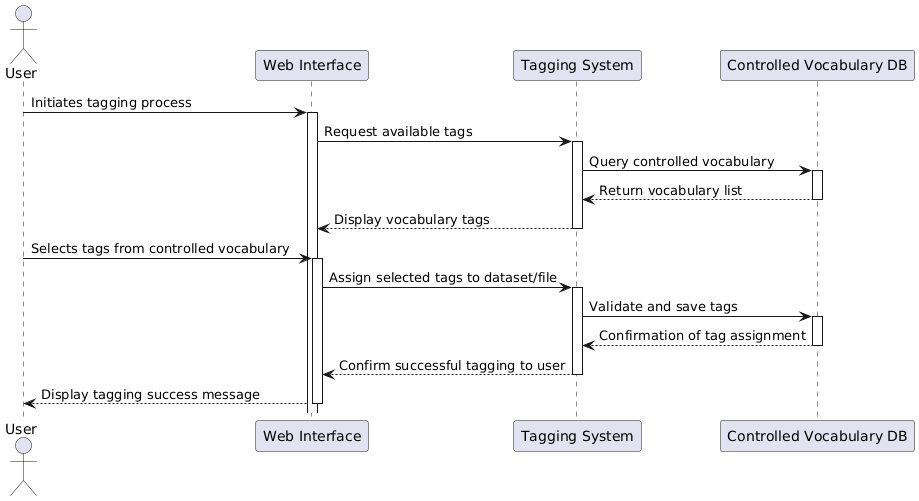 User
Web Interface
Tagging System
Controlled Vocabulary DB
Initiates tagging process
Request available tags
Query controlled vocabulary
Return vocabulary list
Display vocabulary tags
Selects tags from controlled vocabulary
Assign selected tags to dataset/file
Validate and save tags
Confirmation of tag assignment
Confirm successful tagging to user
Display tagging success message
User
Web Interface
Tagging System
Controlled Vocabulary DB